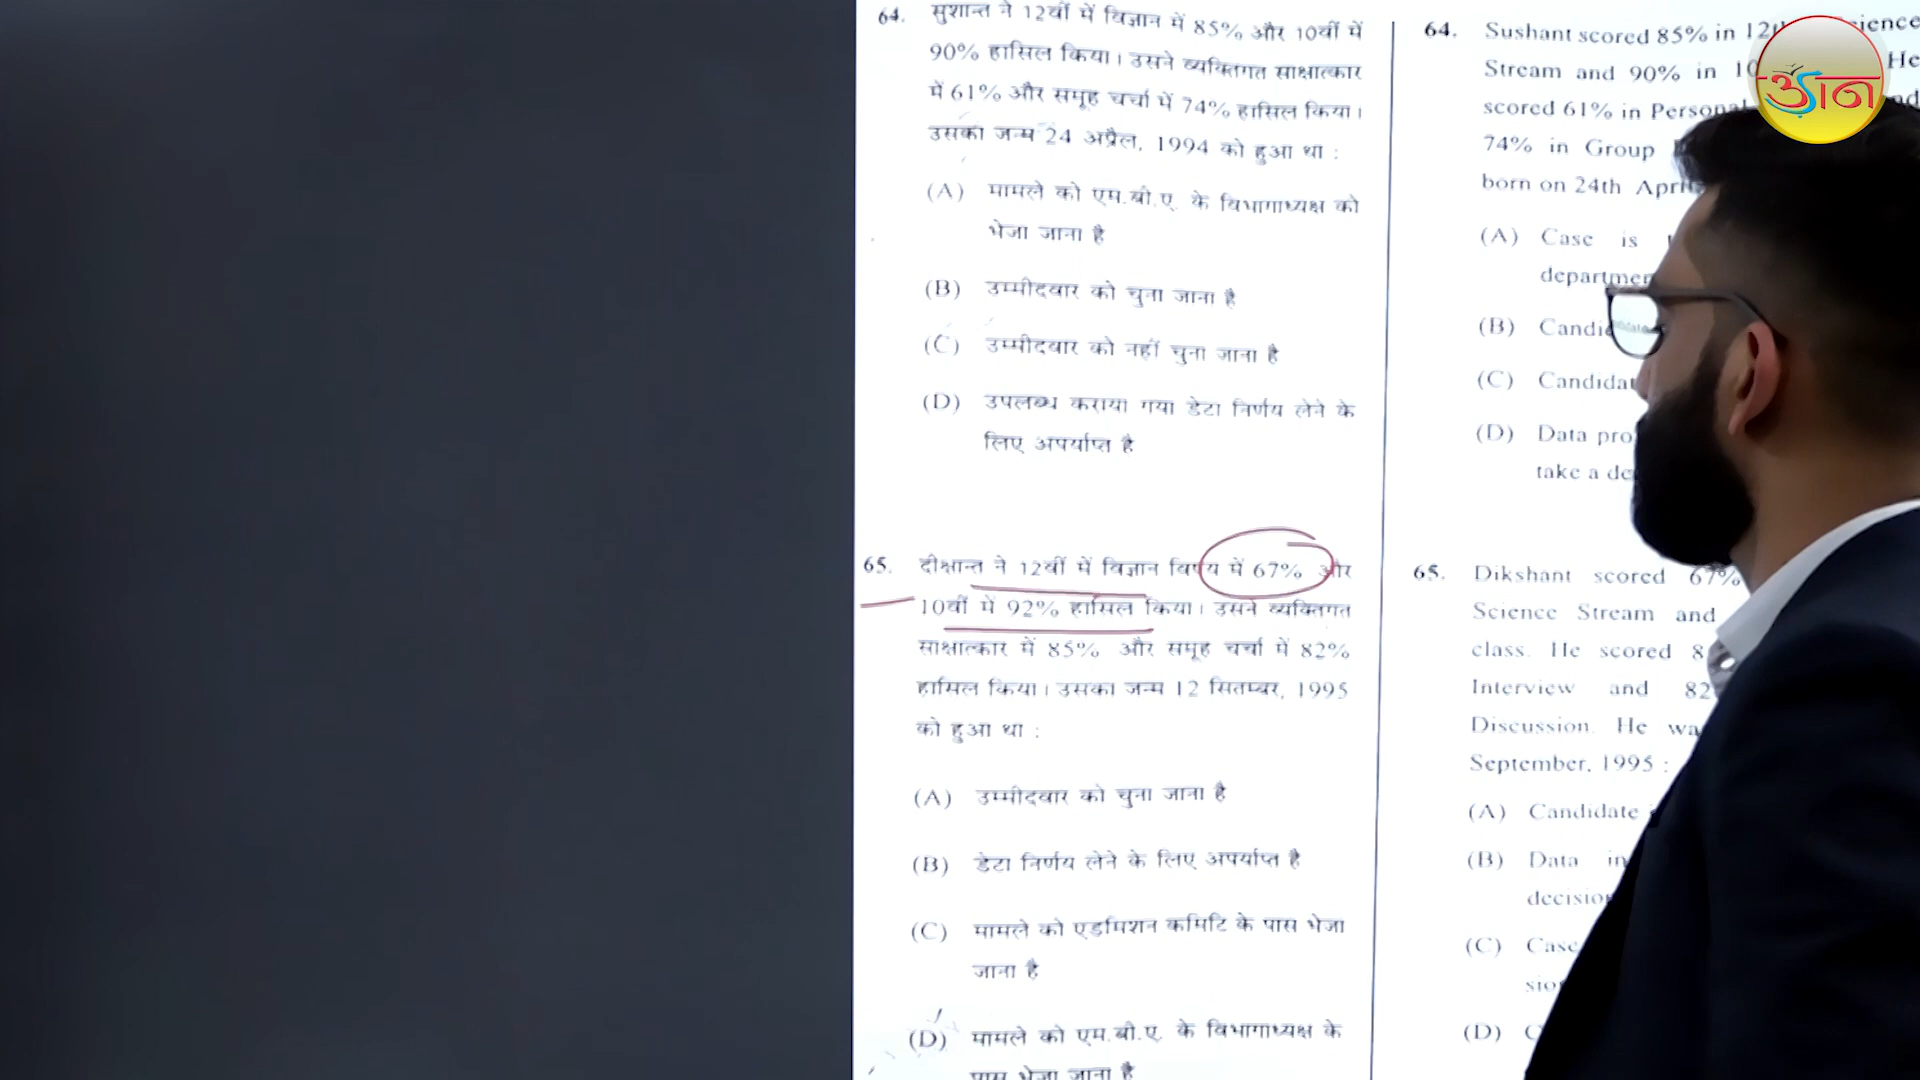 64. सुशान्त ने 12वीं में विज्ञान में 85% और 10वीं में
90% हासिल किया। उसने व्यक्तिगत साक्षात्कार
में 61% और समूह चर्चा में 74% हासिल किया।
उसका जन्म 24 अप्रैल, 1994 को हुआ था :
(A) मामले को एम.बी.ए. के विभागाध्यक्ष को
भेजा जाना है
(B) उम्मीदवार को चुना जाना है
(C) उम्मीदवार को नहीं चुना जाना है
(D) उपलब्ध कराया गया डेटा निर्णय लेने के
लिए अपर्याप्त है
65. दीक्षान्त ने 12वीं में विज्ञान विषय में 67% और
10वीं में 92% हासिल किया। उसने व्यक्तिगत
साक्षात्कार में 85% और समूह चर्चा में 82%
हासिल किया। उसका जन्म 12 सितम्बर, 1995
को हुआ था :
(A) उम्मीदवार को चुना जाना है
(B) डेटा निर्णय लेने के लिए अपर्याप्त है
(C) मामले को एडमिशन कमिटि के पास भेजा
जाना है
(D) मामले को एम.बी.ए. के विभागाध्यक्ष के
पास भेजा जाना है
64. Sushant scored 85% in
Stream and 90% in He
scored 61% in
74% in Group
born on 24th
(A) Case is
(B)
(C)
(D) Data
take a
65. Dikshant scored 67%
Science Stream and
class. He scored
Interview and
Discussion. He
September, 1995 :
(A) Candidate
(B) Data
(C) Case
(D)
उड़ान